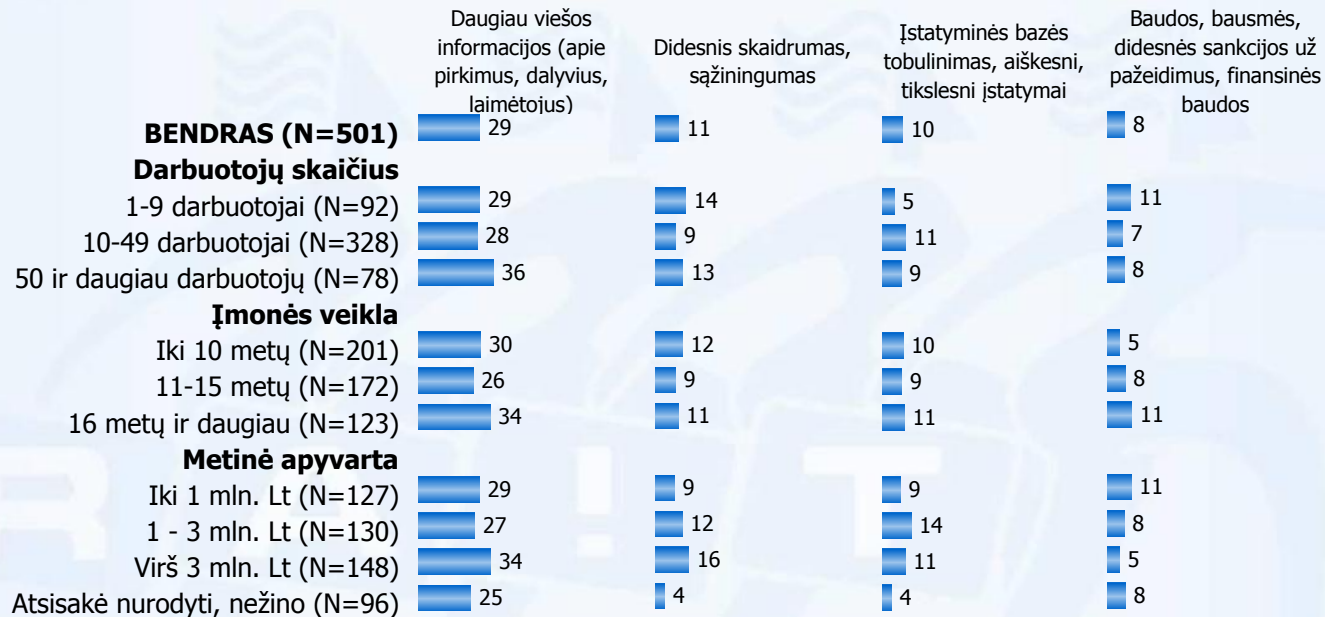 Daugiau viešos
informacijos (apie
pirkimus, dalyvius,
laimėtojus)
Didesnis skaidrumas,
sąžiningumas
Įstatyminės bazės
tobulinimas, aiškesni,
tikslesni įstatymai
Baudos, bausmės,
didesnės sankcijos už
pažeidimus, finansinės
baudos
BENDRAS (N=501) 29 11 10 8
Darbuotojų skaičius
1-9 darbuotojai (N=92) 29 14 5 11
10-49 darbuotojai (N=328) 28 9 11 7
50 ir daugiau darbuotojų (N=78) 36 13 9 8
Įmonės veikla
Iki 10 metų (N=201) 30 12 10 5
11-15 metų (N=172) 26 9 9 8
16 metų ir daugiau (N=123) 34 11 11 11
Metinė apyvarta
Iki 1 mln. Lt (N=127) 29 9 9 11
1 - 3 mln. Lt (N=130) 27 12 14 8
Virš 3 mln. Lt (N=148) 34 16 11 5
Atsisakė nurodyti, nežino (N=96) 25 4 4 8